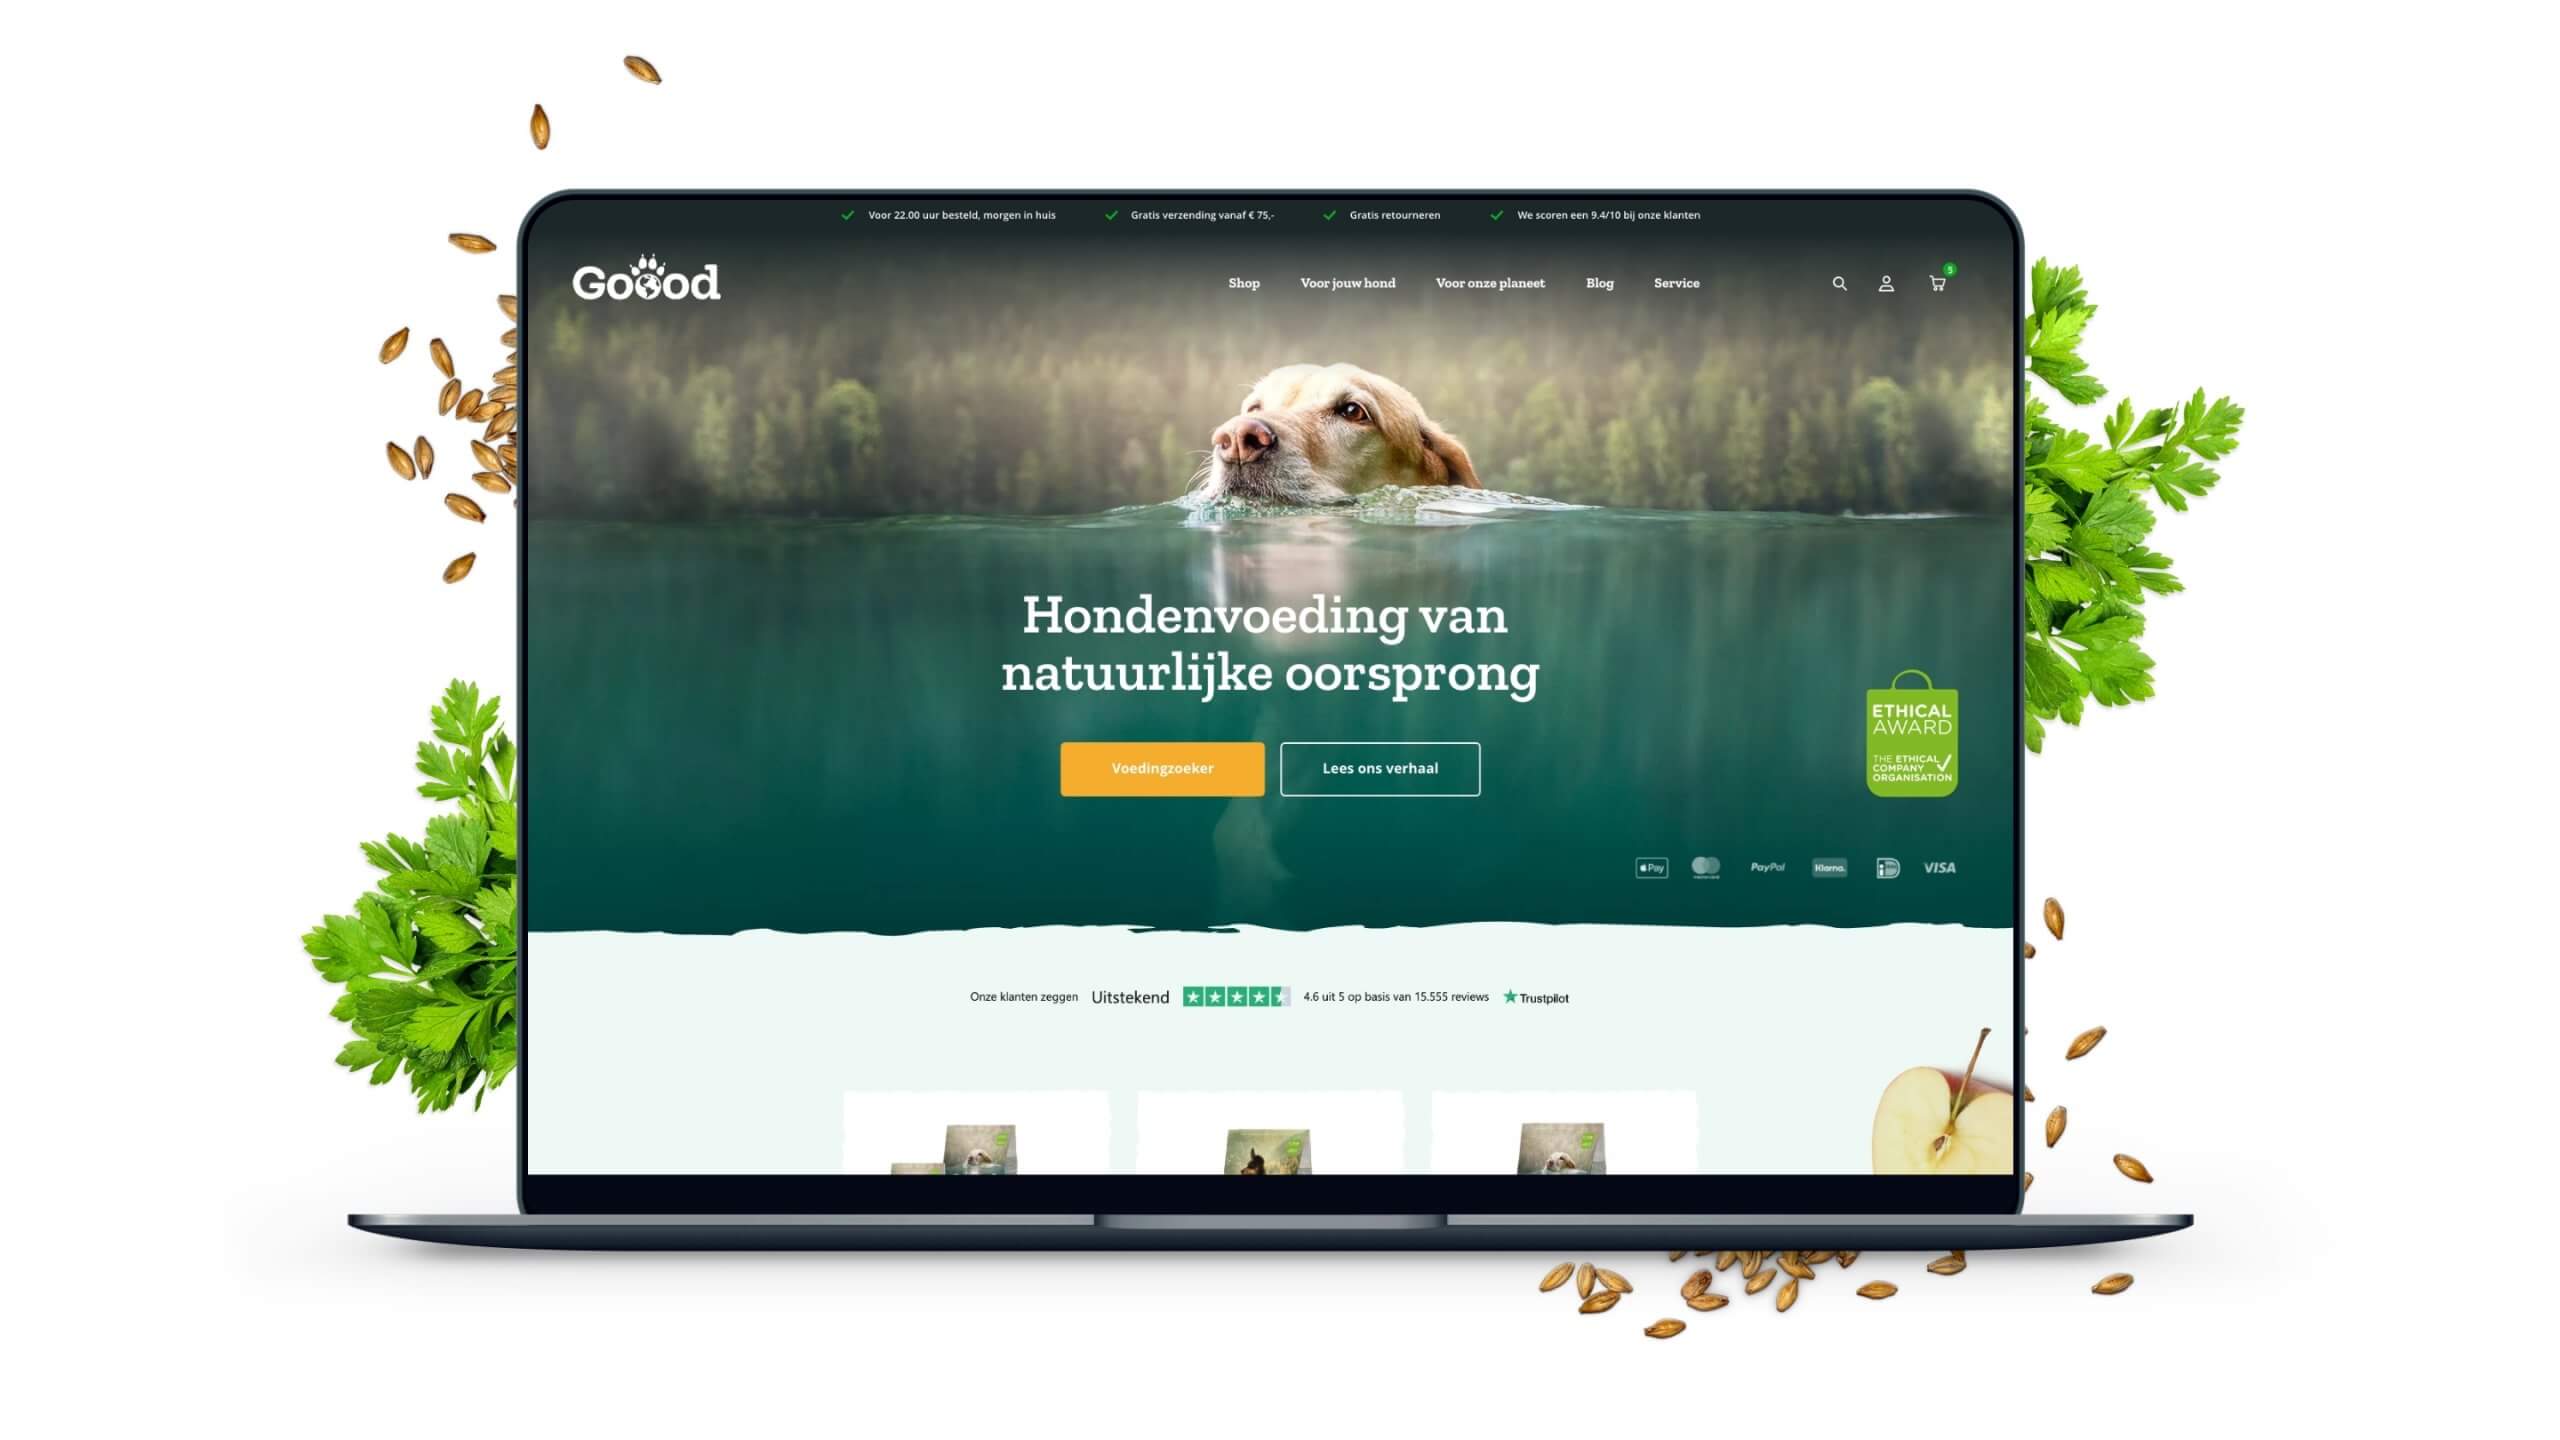 Voor 22.00 uur besteld, morgen in huis
Gratis verzending vanaf € 75,-
Gratis retourneren
We scoren een 9.4/10 bij onze klanten
Goood
Shop
Voor jouw hond
Voor onze planeet
Blog
Service
5
Hondenvoeding van
natuurlijke oorsprong
Voedingzoeker
Lees ons verhaal
ETHICAL
AWARD
THE ETHICAL
COMPANY
ORGANISATION
Pay
PayPal
Klarna.
iD
VISA
Onze klanten zeggen Uitstekend 4.6 uit 5 op basis van 15.555 reviews Trustpilot